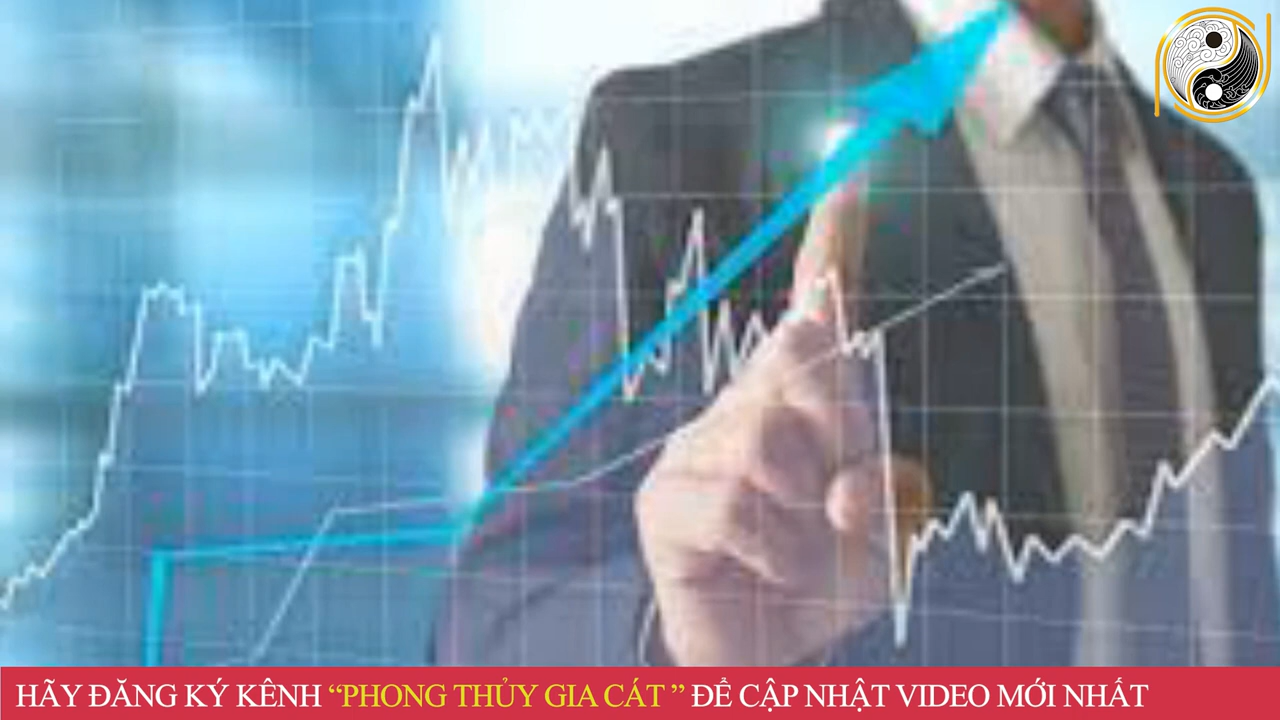 HÃY ĐĂNG KÝ KÊNH “PHONG THỦY GIA CÁT ” ĐỂ CẬP NHẬT VIDEO MỚI NHẤT